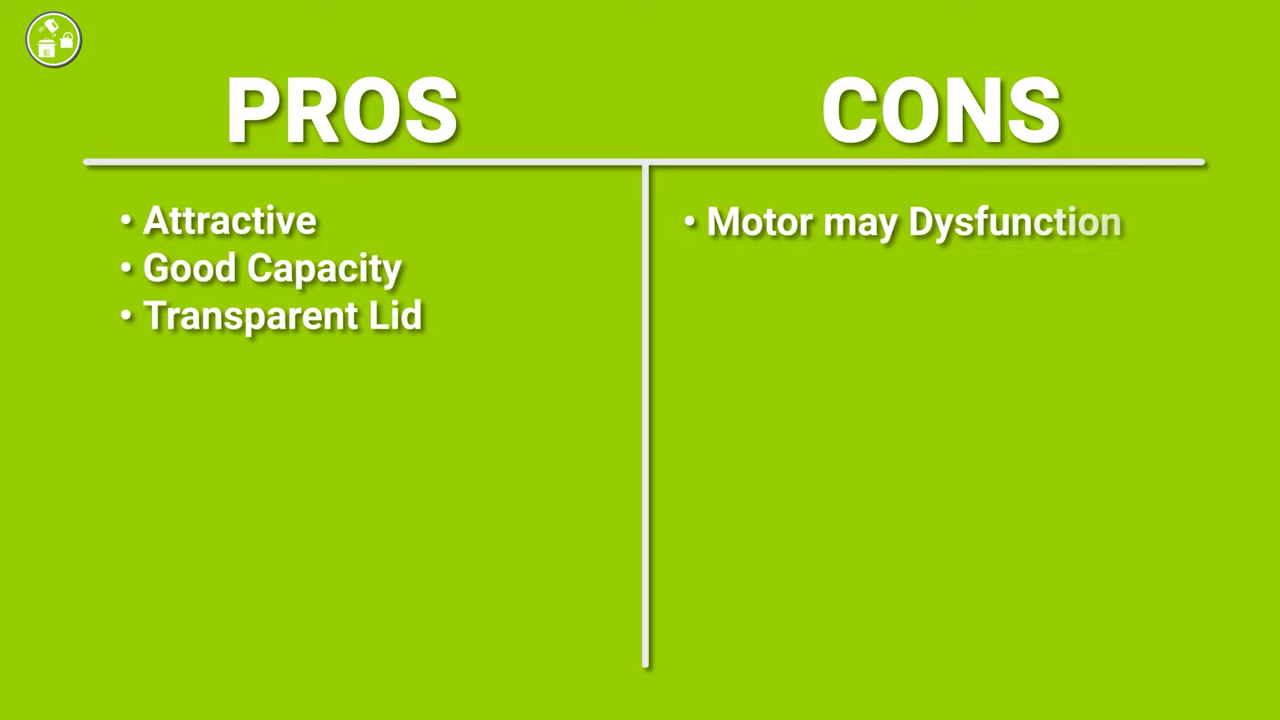 PROS
CONS
• Attractive
• Good Capacity
• Transparent Lid
• Motor may Dysfunction